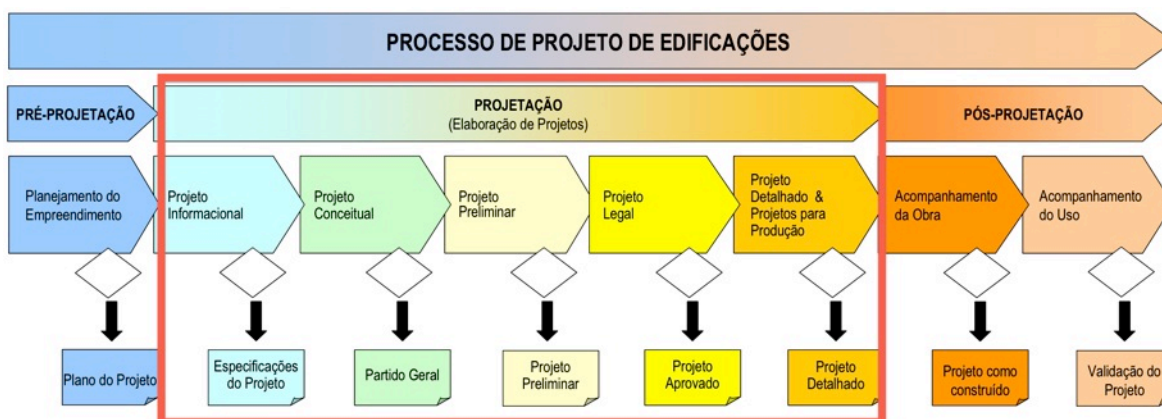 PROCESSO DE PROJETO DE EDIFICAÇÕES
PRÉ-PROJETAÇÃO
PROJETAÇÃO
(Elaboração de Projetos)
PÓS-PROJETAÇÃO
Planejamento do
Empreendimento
Projeto
Informacional
Projeto
Conceitual
Projeto
Preliminar
Projeto
Legal
Projeto
Detalhado &
Projetos para
Produção
Acompanhamento
da Obra
Acompanhamento
do Uso
Plano do Projeto
Especificações
do Projeto
Partido Geral
Projeto
Preliminar
Projeto
Aprovado
Projeto
Detalhado
Projeto como
construído
Validação do
Projeto